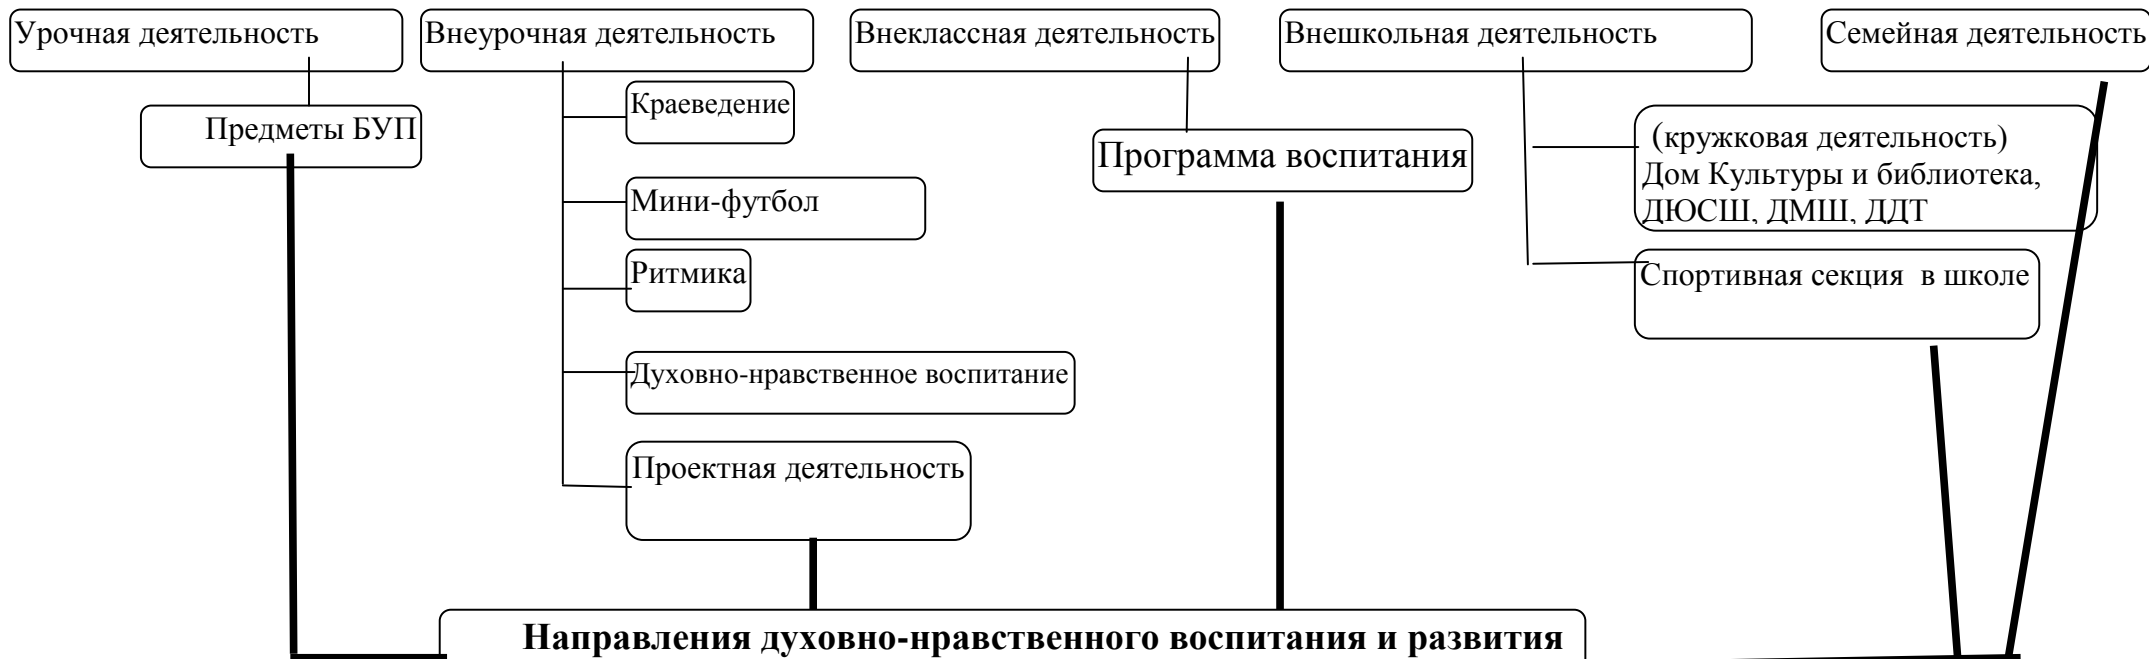 Урочная деятельность
Внеурочная деятельность
Внеклассная деятельность
Внешкольная деятельность
Семейная деятельность
Предметы БУП
Краеведение
Мини-футбол
Ритмика
Духовно-нравственное воспитание
Проектная деятельность
Программа воспитания
(кружковая деятельность)
Дом Культуры и библиотека,
ДЮСШ, ДМШ, ДДТ
Спортивная секция в школе
Направления духовно-нравственного воспитания и развития